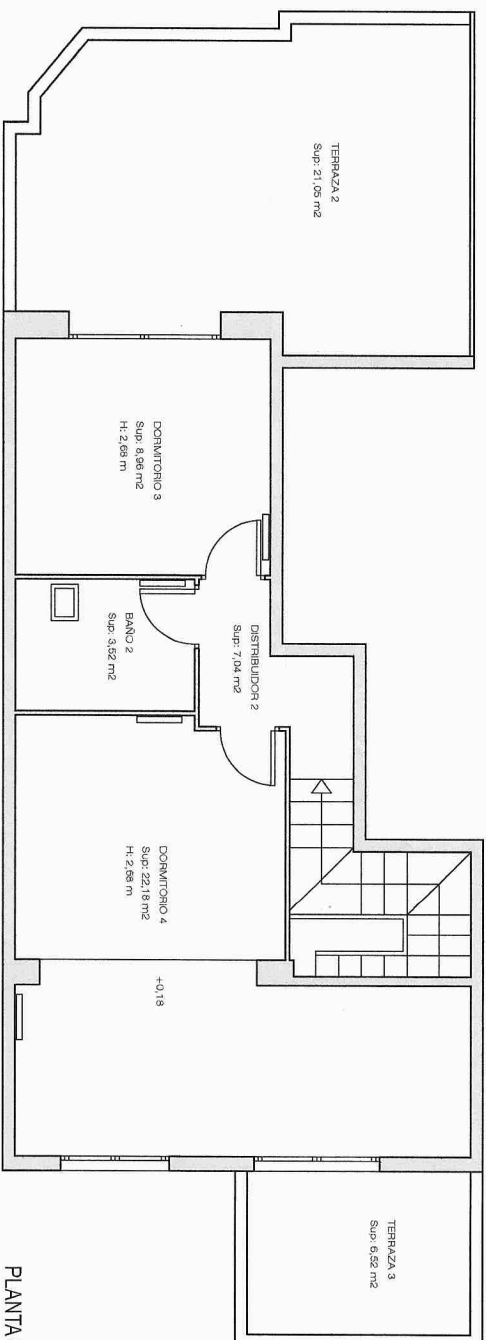 TERRAZA 2
Sup: 21,05 m2
DORMITORIO 3
Sup: 8,96 m2
H: 2,68 m
DISTRIBUIDOR 2
Sup: 7,04 m2
BAÑO 2
Sup: 3,52 m2
DORMITORIO 4
Sup: 22,18 m2
H: 2,68 m
+0,18
TERRAZA 3
Sup: 6,52 m2
PLANTA